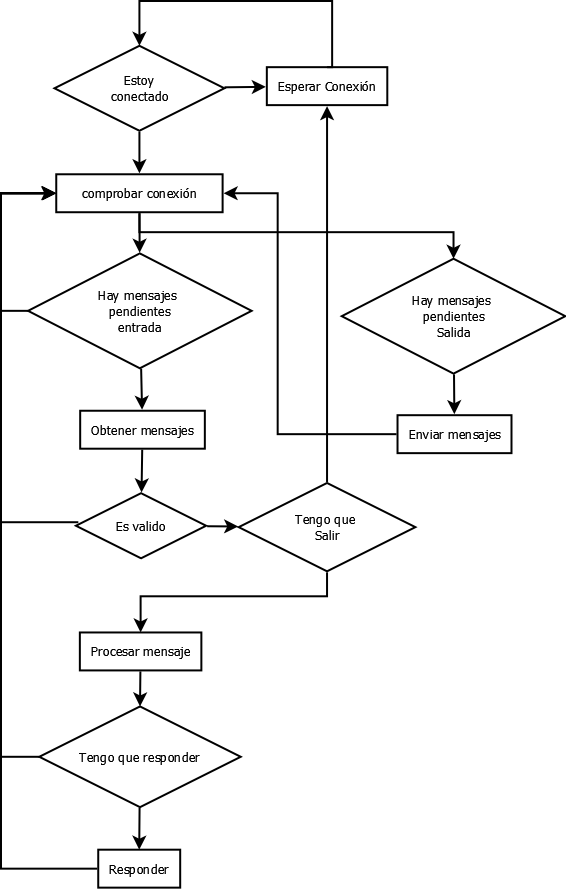 Estoy
conectado
Esperar Conexión
comprobar conexión
Hay mensajes
pendientes
entrada
Hay mensajes
pendientes
Salida
Obtener mensajes
Enviar mensajes
Es valido
Tengo que
Salir
Procesar mensaje
Tengo que responder
Responder